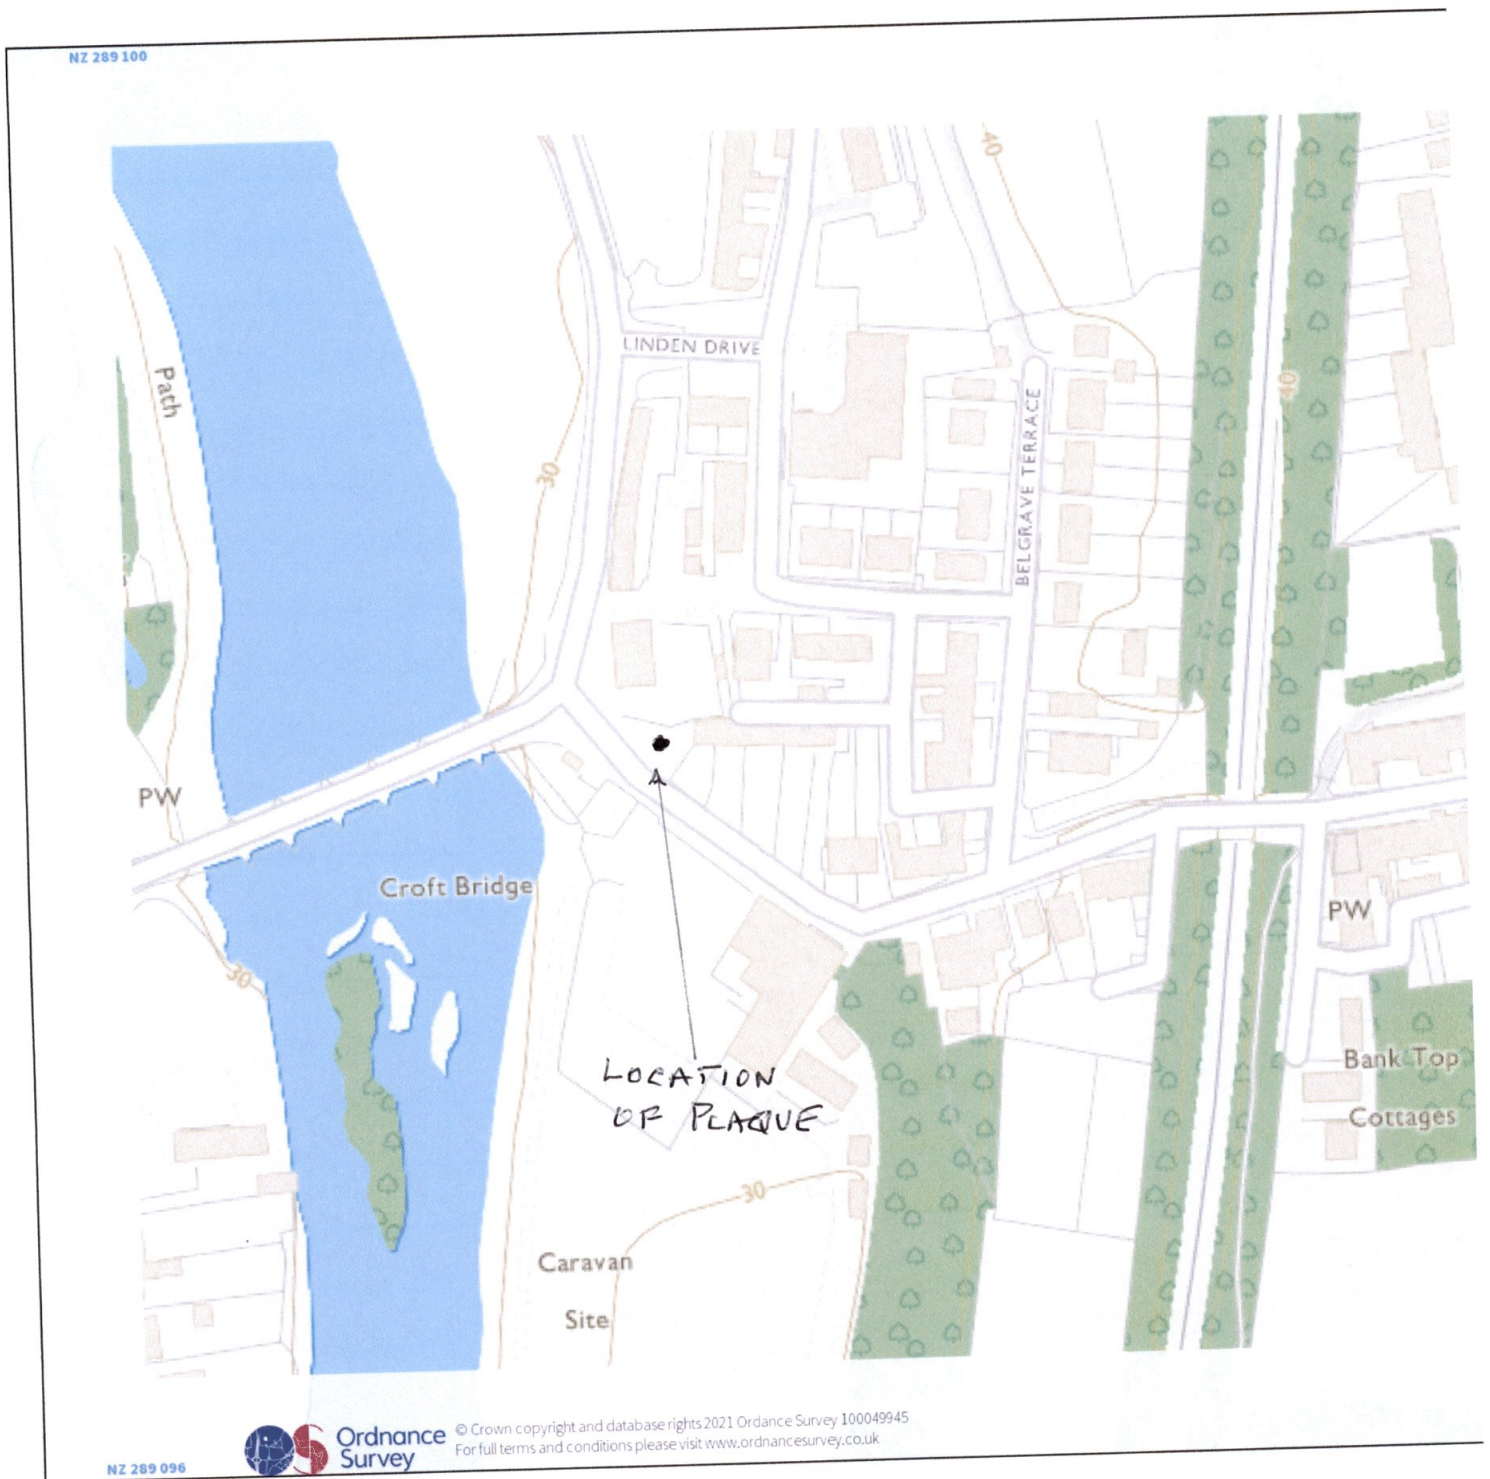 NZ 289 100
40
LINDEN DRIVE
Path
40
BELGRAVE TERRACE
30
PW
Croft Bridge
PW
30
LOCATION
OF PLAQUE
Bank Top
Cottages
30
Caravan
Site
Ordnance
Survey
© Crown copyright and database rights 2021 Ordance Survey 100049945
For full terms and conditions please visit www.ordnancesurvey.co.uk
NZ 289 096